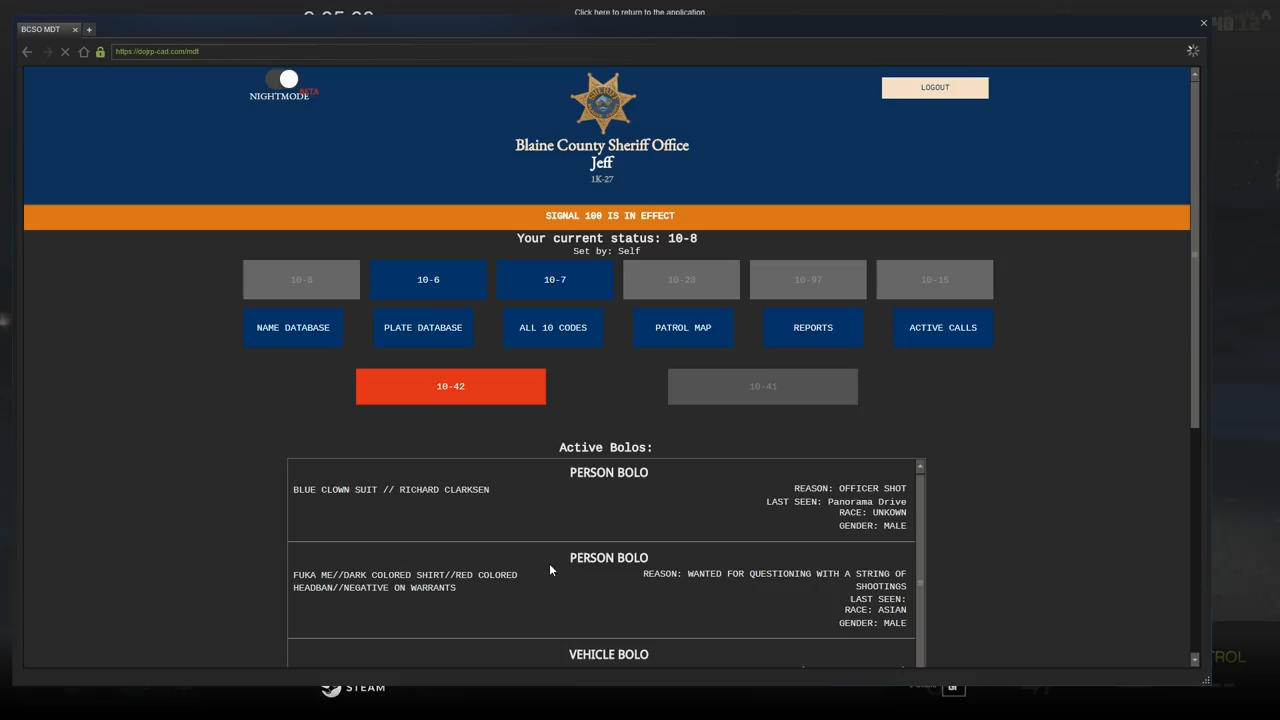 Click here to return to the application
BCSO MDT
https://dojrp-cad.com/mdt
NIGHTMODE BETA
LOGOUT
Blaine County Sheriff Office
Jeff
1K-27
SIGNAL 100 IS IN EFFECT
Your current status: 10-8
Set by: Self
10-8 10-6 10-7 10-23 10-97 10-15
NAME DATABASE PLATE DATABASE ALL 10 CODES PATROL MAP REPORTS ACTIVE CALLS
10-42 10-41
Active Bolos:
PERSON BOLO
BLUE CLOWN SUIT // RICHARD CLARKSEN
REASON: OFFICER SHOT
LAST SEEN: Panorama Drive
RACE: UNKOWN
GENDER: MALE
PERSON BOLO
FUKA ME//DARK COLORED SHIRT//RED COLORED
HEADBAN//NEGATIVE ON WARRANTS
REASON: WANTED FOR QUESTIONING WITH A STRING OF
SHOOTINGS
LAST SEEN:
RACE: ASIAN
GENDER: MALE
VEHICLE BOLO
STEAM